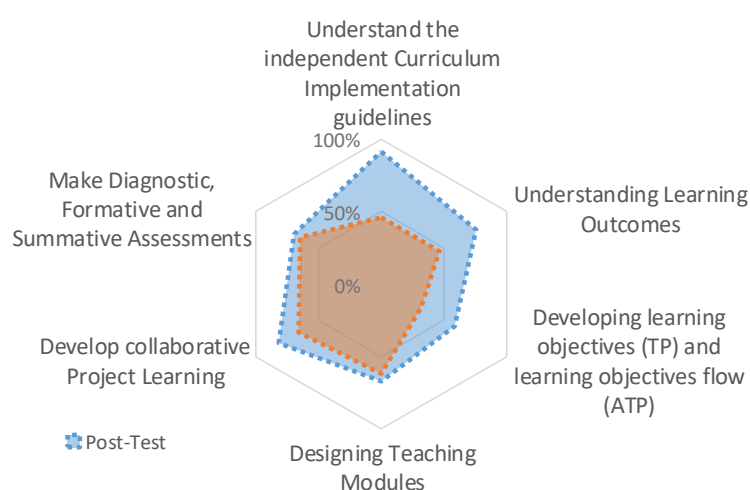 Understand the
independent Curriculum
Implementation
guidelines
100%
50%
0%
Understanding Learning
Outcomes
Developing learning
objectives (TP) and
learning objectives flow
(ATP)
Designing Teaching
Modules
Develop collaborative
Project Learning
Make Diagnostic,
Formative and
Summative Assessments
Post-Test